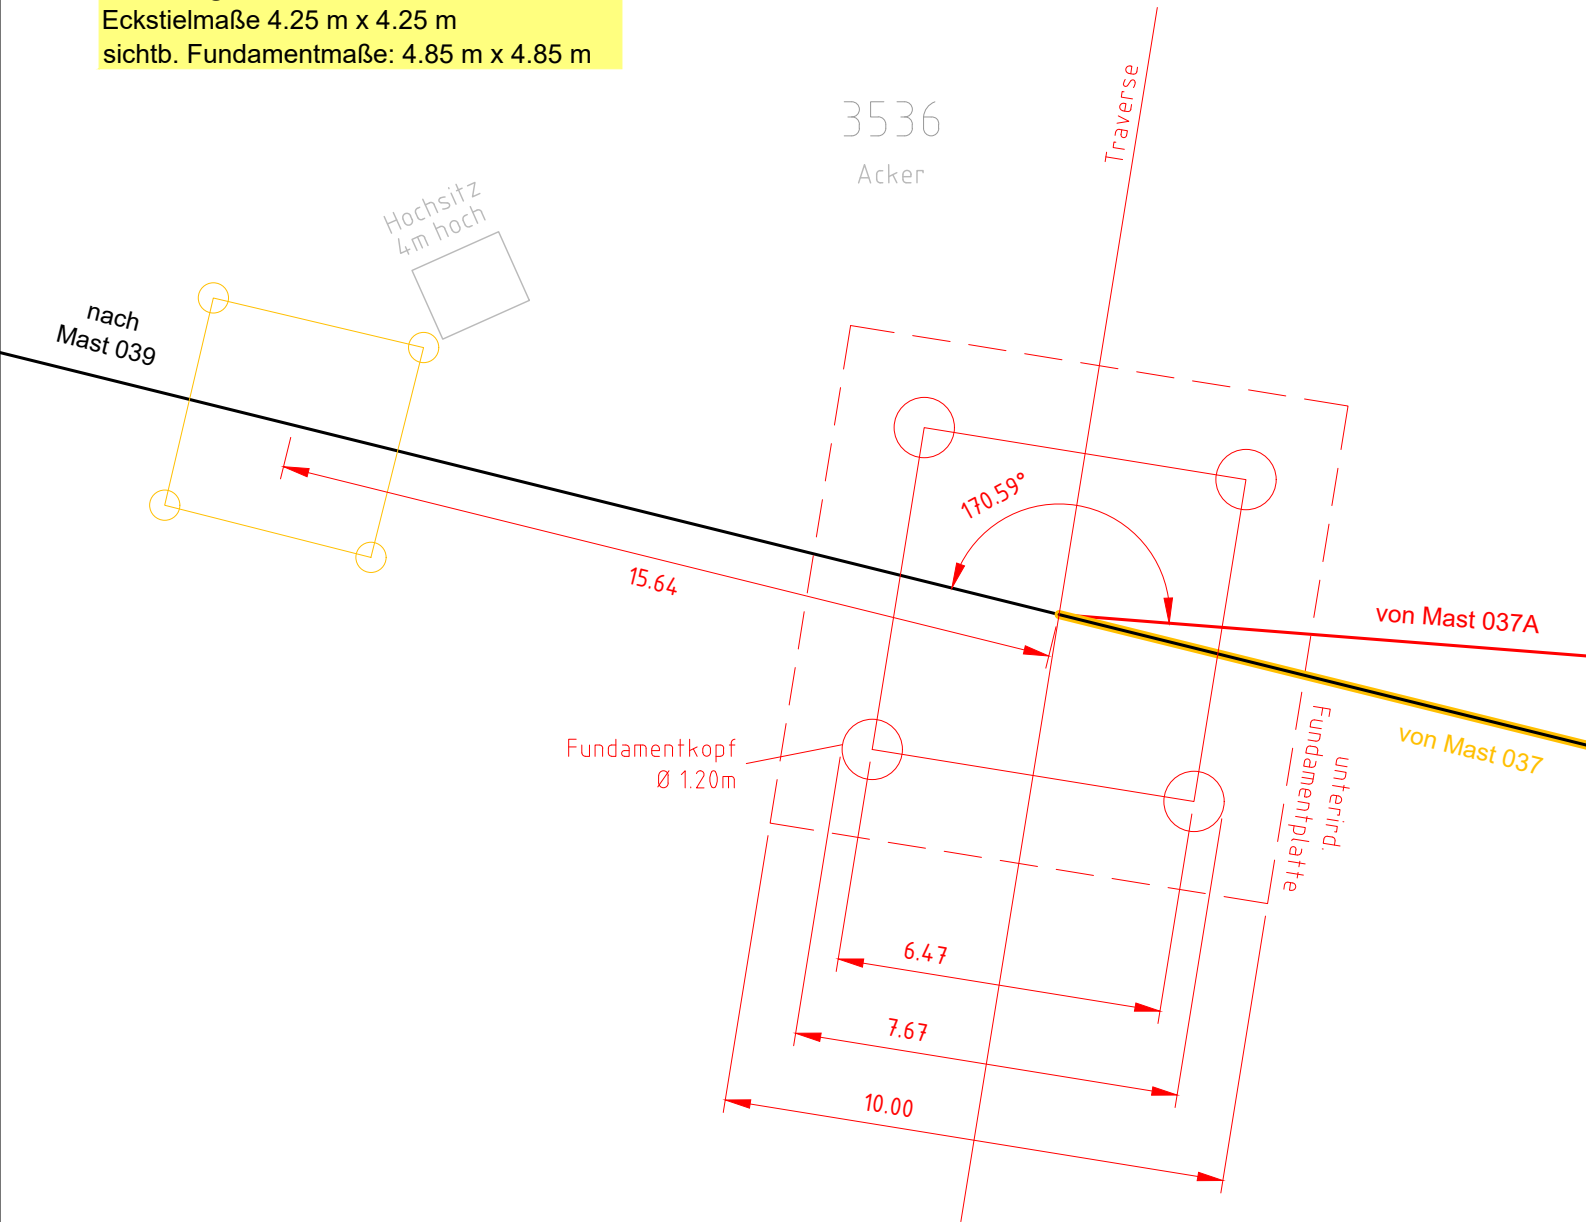 Eckstielmaße 4.25 m x 4.25 m
sichtb. Fundamentmaße: 4.85 m x 4.85 m
Traverse
3536
Acker
Hochsitz
4m hoch
nach
Mast 039
170.59°
15.64
von Mast 037A
von Mast 037
Fundamentkopf
Ø 1.20m
unterird.
Fundamentplatte
6.47
7.67
10.00